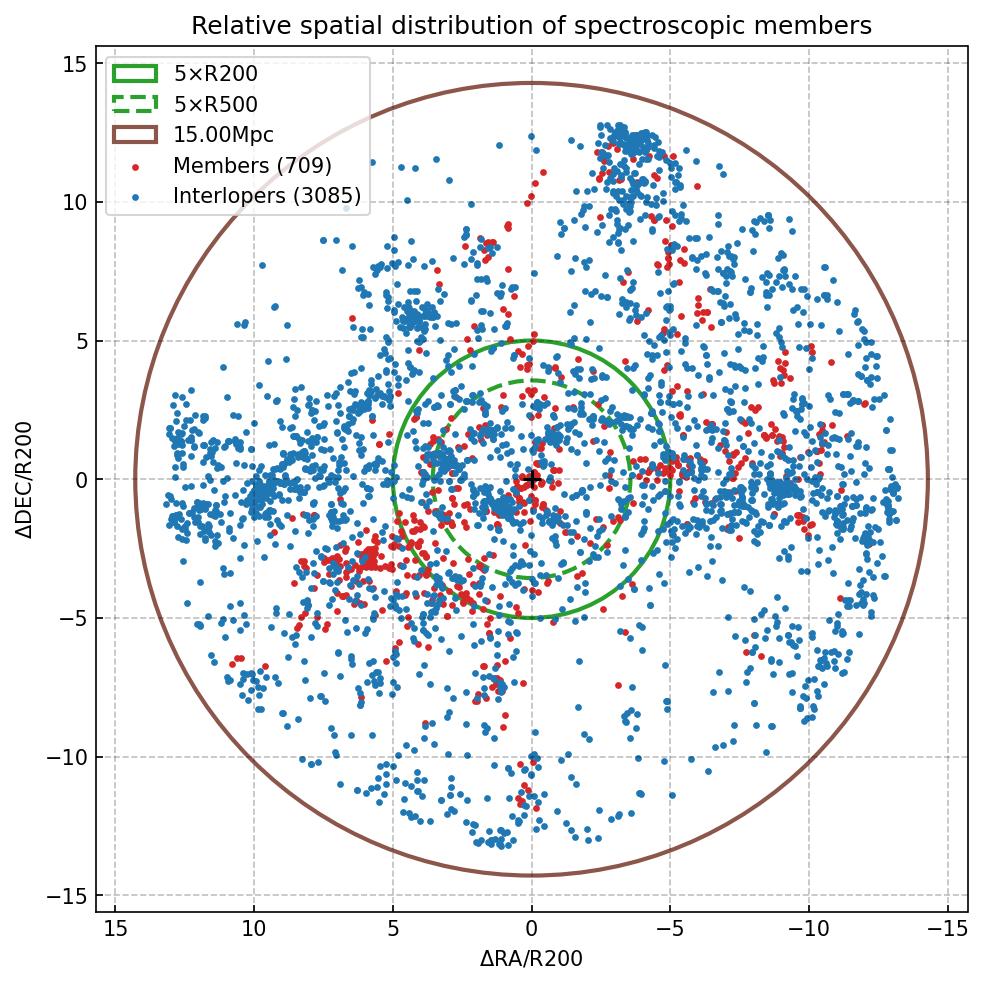 Relative spatial distribution of spectroscopic members
5×R200
5×R500
15.00Mpc
Members (709)
Interlopers (3085)
15
10
5
0
−5
−10
−15
ΔDEC/R200
15
10
5
0
−5
−10
−15
ΔRA/R200